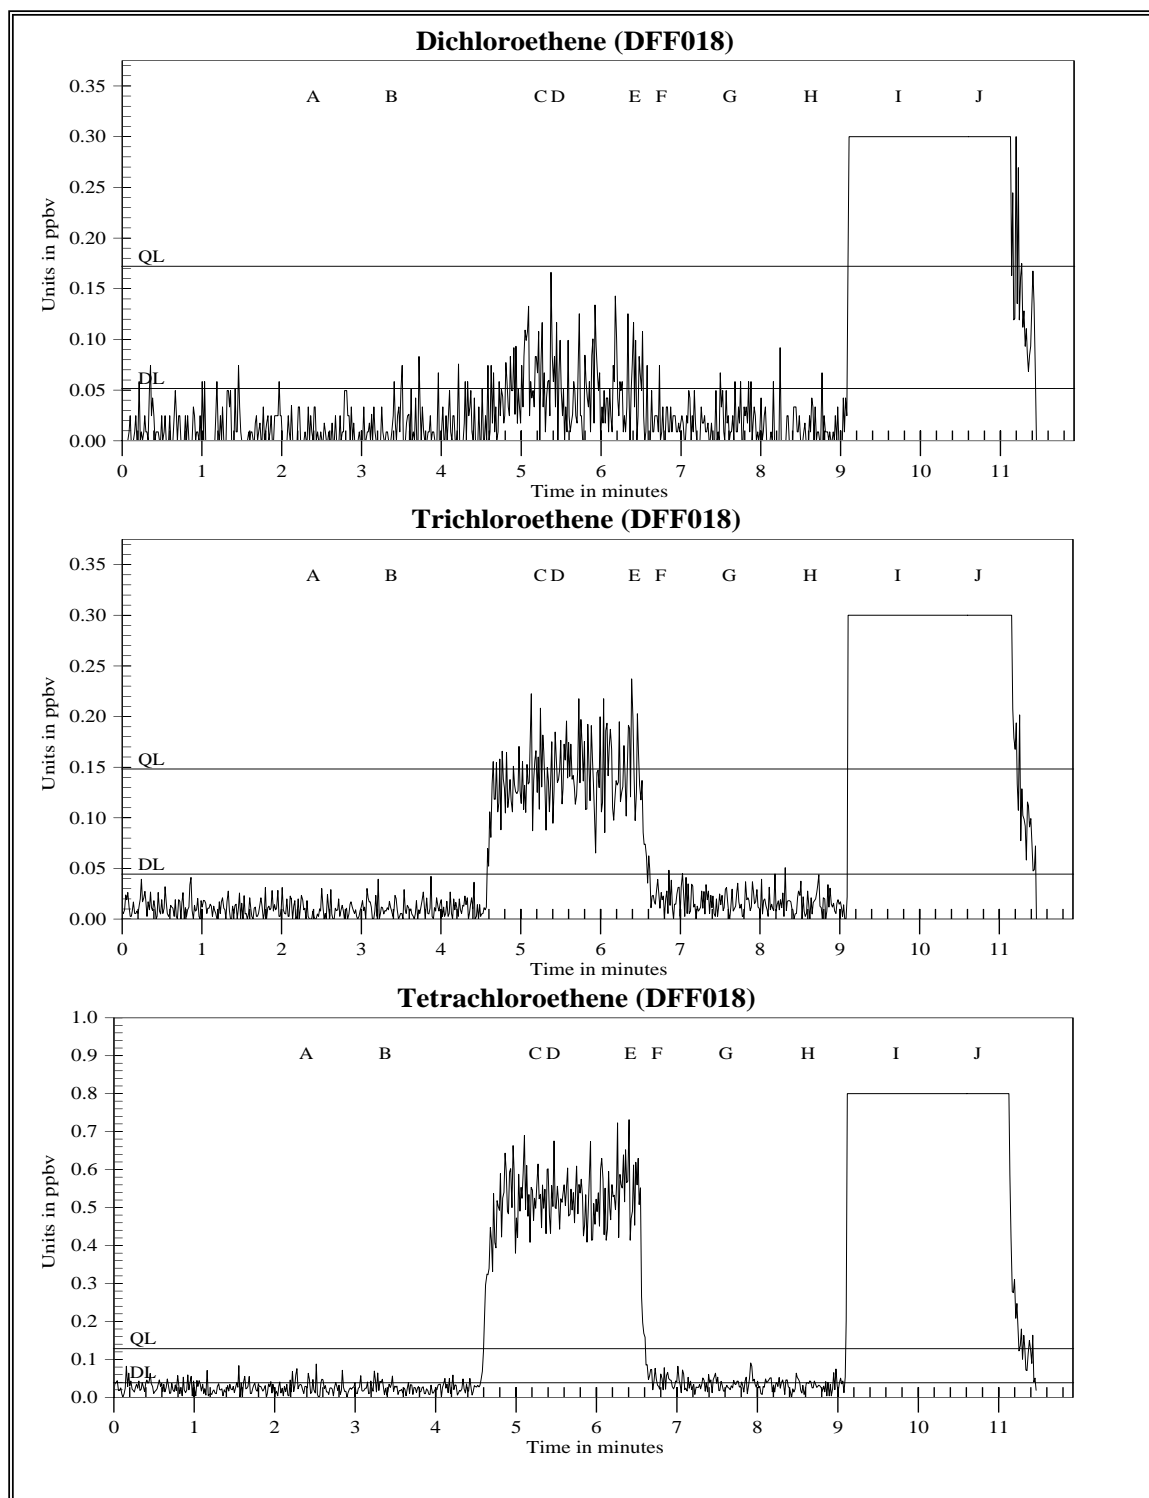 Dichloroethene (DFF018)
0.35
A B C D E F G H I J
0.30
0.25
0.20
QL
0.15
0.10
DL
0.05
0.00
Units in ppbv
0 1 2 3 4 5 6 7 8 9 10 11
Time in minutes
Trichloroethene (DFF018)
0.35
A B C D E F G H I J
0.30
0.25
0.20
QL
0.15
0.10
DL
0.05
0.00
Units in ppbv
0 1 2 3 4 5 6 7 8 9 10 11
Time in minutes
Tetrachloroethene (DFF018)
1.0
0.9
A B C D E F G H I J
0.8
0.7
0.6
0.5
0.4
0.3
0.2
QL
0.1
DL
0.0
Units in ppbv
0 1 2 3 4 5 6 7 8 9 10 11
Time in minutes